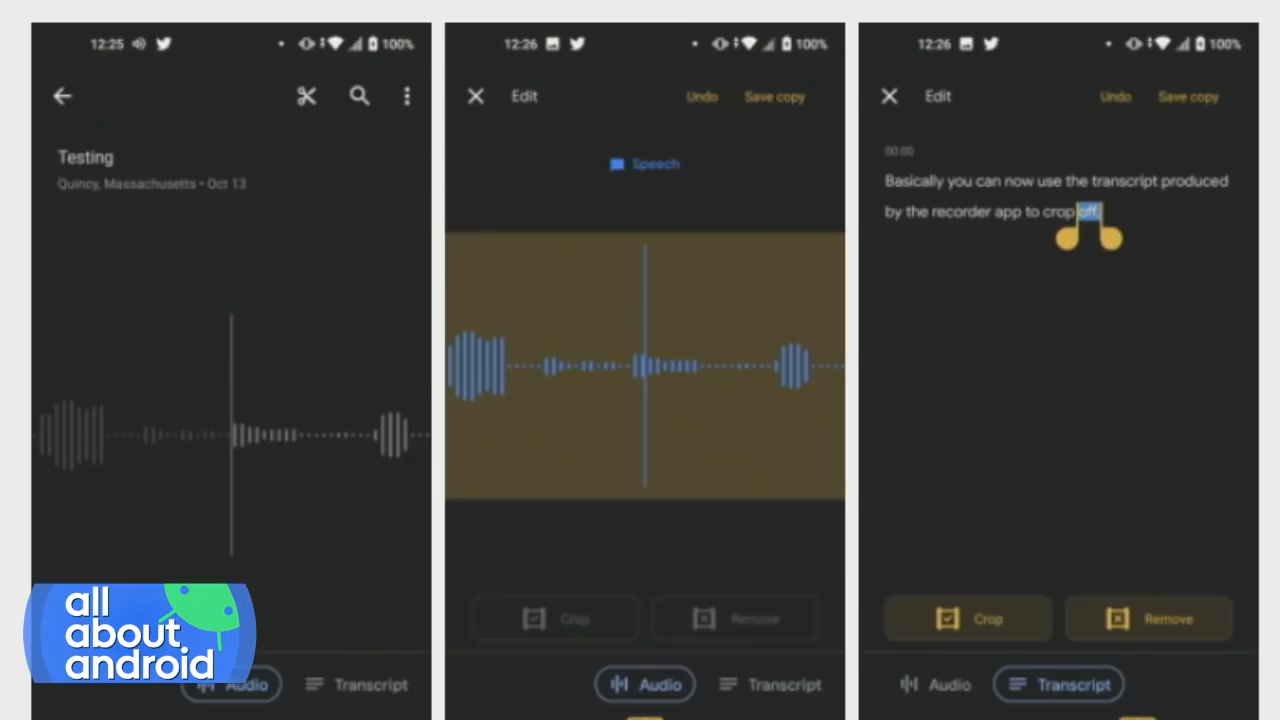 12:25
100%
Testing
Quincy, Massachusetts • Oct 13
Audio
Transcript
12:26
100%
Edit
Undo
Save copy
Speech
Crop
Remove
Audio
Transcript
12:26
100%
Edit
Undo
Save copy
00:00
Basically you can now use the transcript produced
by the recorder app to crop off.
Crop
Remove
Audio
Transcript
all
about
android